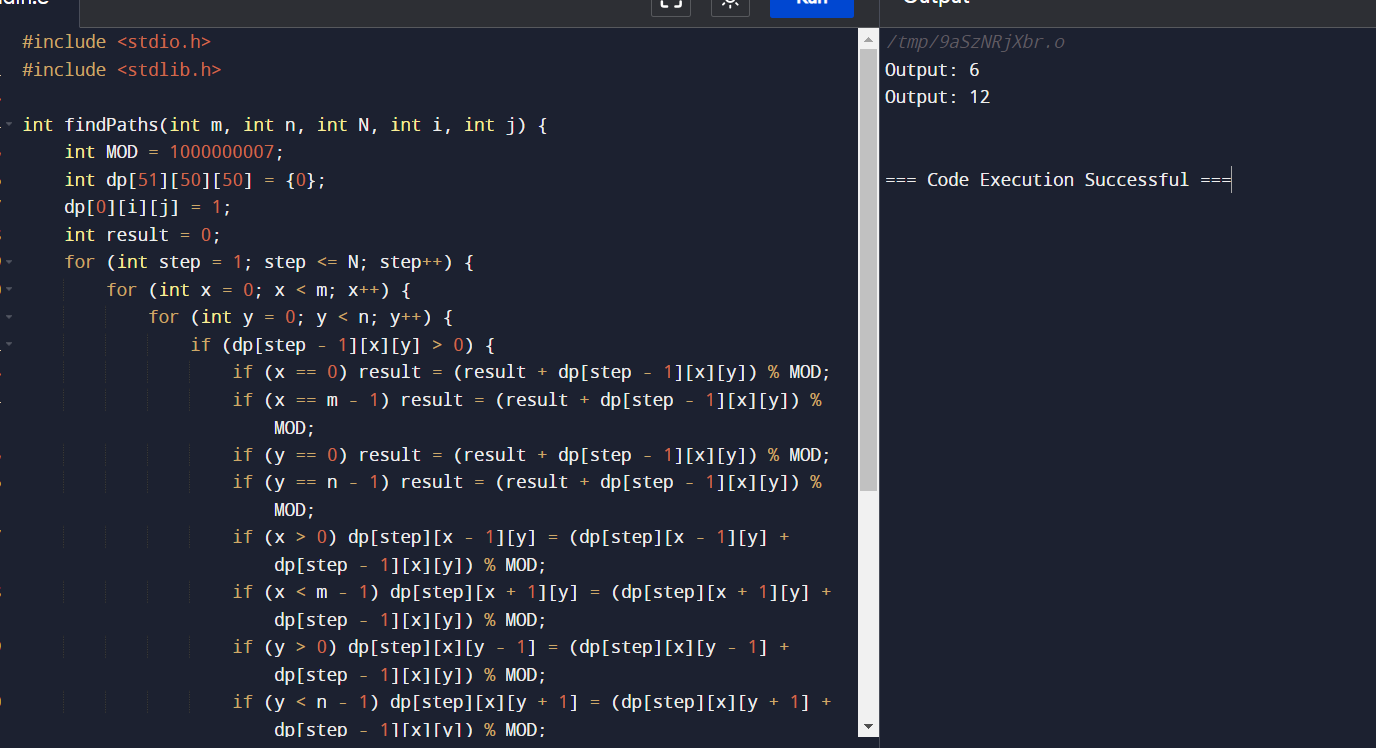 #include <stdio.h>
#include <stdlib.h>
int findPaths(int m, int n, int N, int i, int j) {
int MOD = 1000000007;
int dp[51][50][50] = {0};
dp[0][i][j] = 1;
int result = 0;
for (int step = 1; step <= N; step++) {
for (int x = 0; x < m; x++) {
for (int y = 0; y < n; y++) {
if (dp[step - 1][x][y] > 0) {
if (x == 0) result = (result + dp[step - 1][x][y]) % MOD;
if (x == m - 1) result = (result + dp[step - 1][x][y]) %
MOD;
if (y == 0) result = (result + dp[step - 1][x][y]) % MOD;
if (y == n - 1) result = (result + dp[step - 1][x][y]) %
MOD;
if (x > 0) dp[step][x - 1][y] = (dp[step][x - 1][y] +
dp[step - 1][x][y]) % MOD;
if (x < m - 1) dp[step][x + 1][y] = (dp[step][x + 1][y] +
dp[step - 1][x][y]) % MOD;
if (y > 0) dp[step][x][y - 1] = (dp[step][x][y - 1] +
dp[step - 1][x][y]) % MOD;
if (y < n - 1) dp[step][x][y + 1] = (dp[step][x][y + 1] +
dp[step - 1][x][y]) % MOD;
Run
Output
/tmp/9aSzNRjXbr.o
Output: 6
Output: 12
=== Code Execution Successful ===